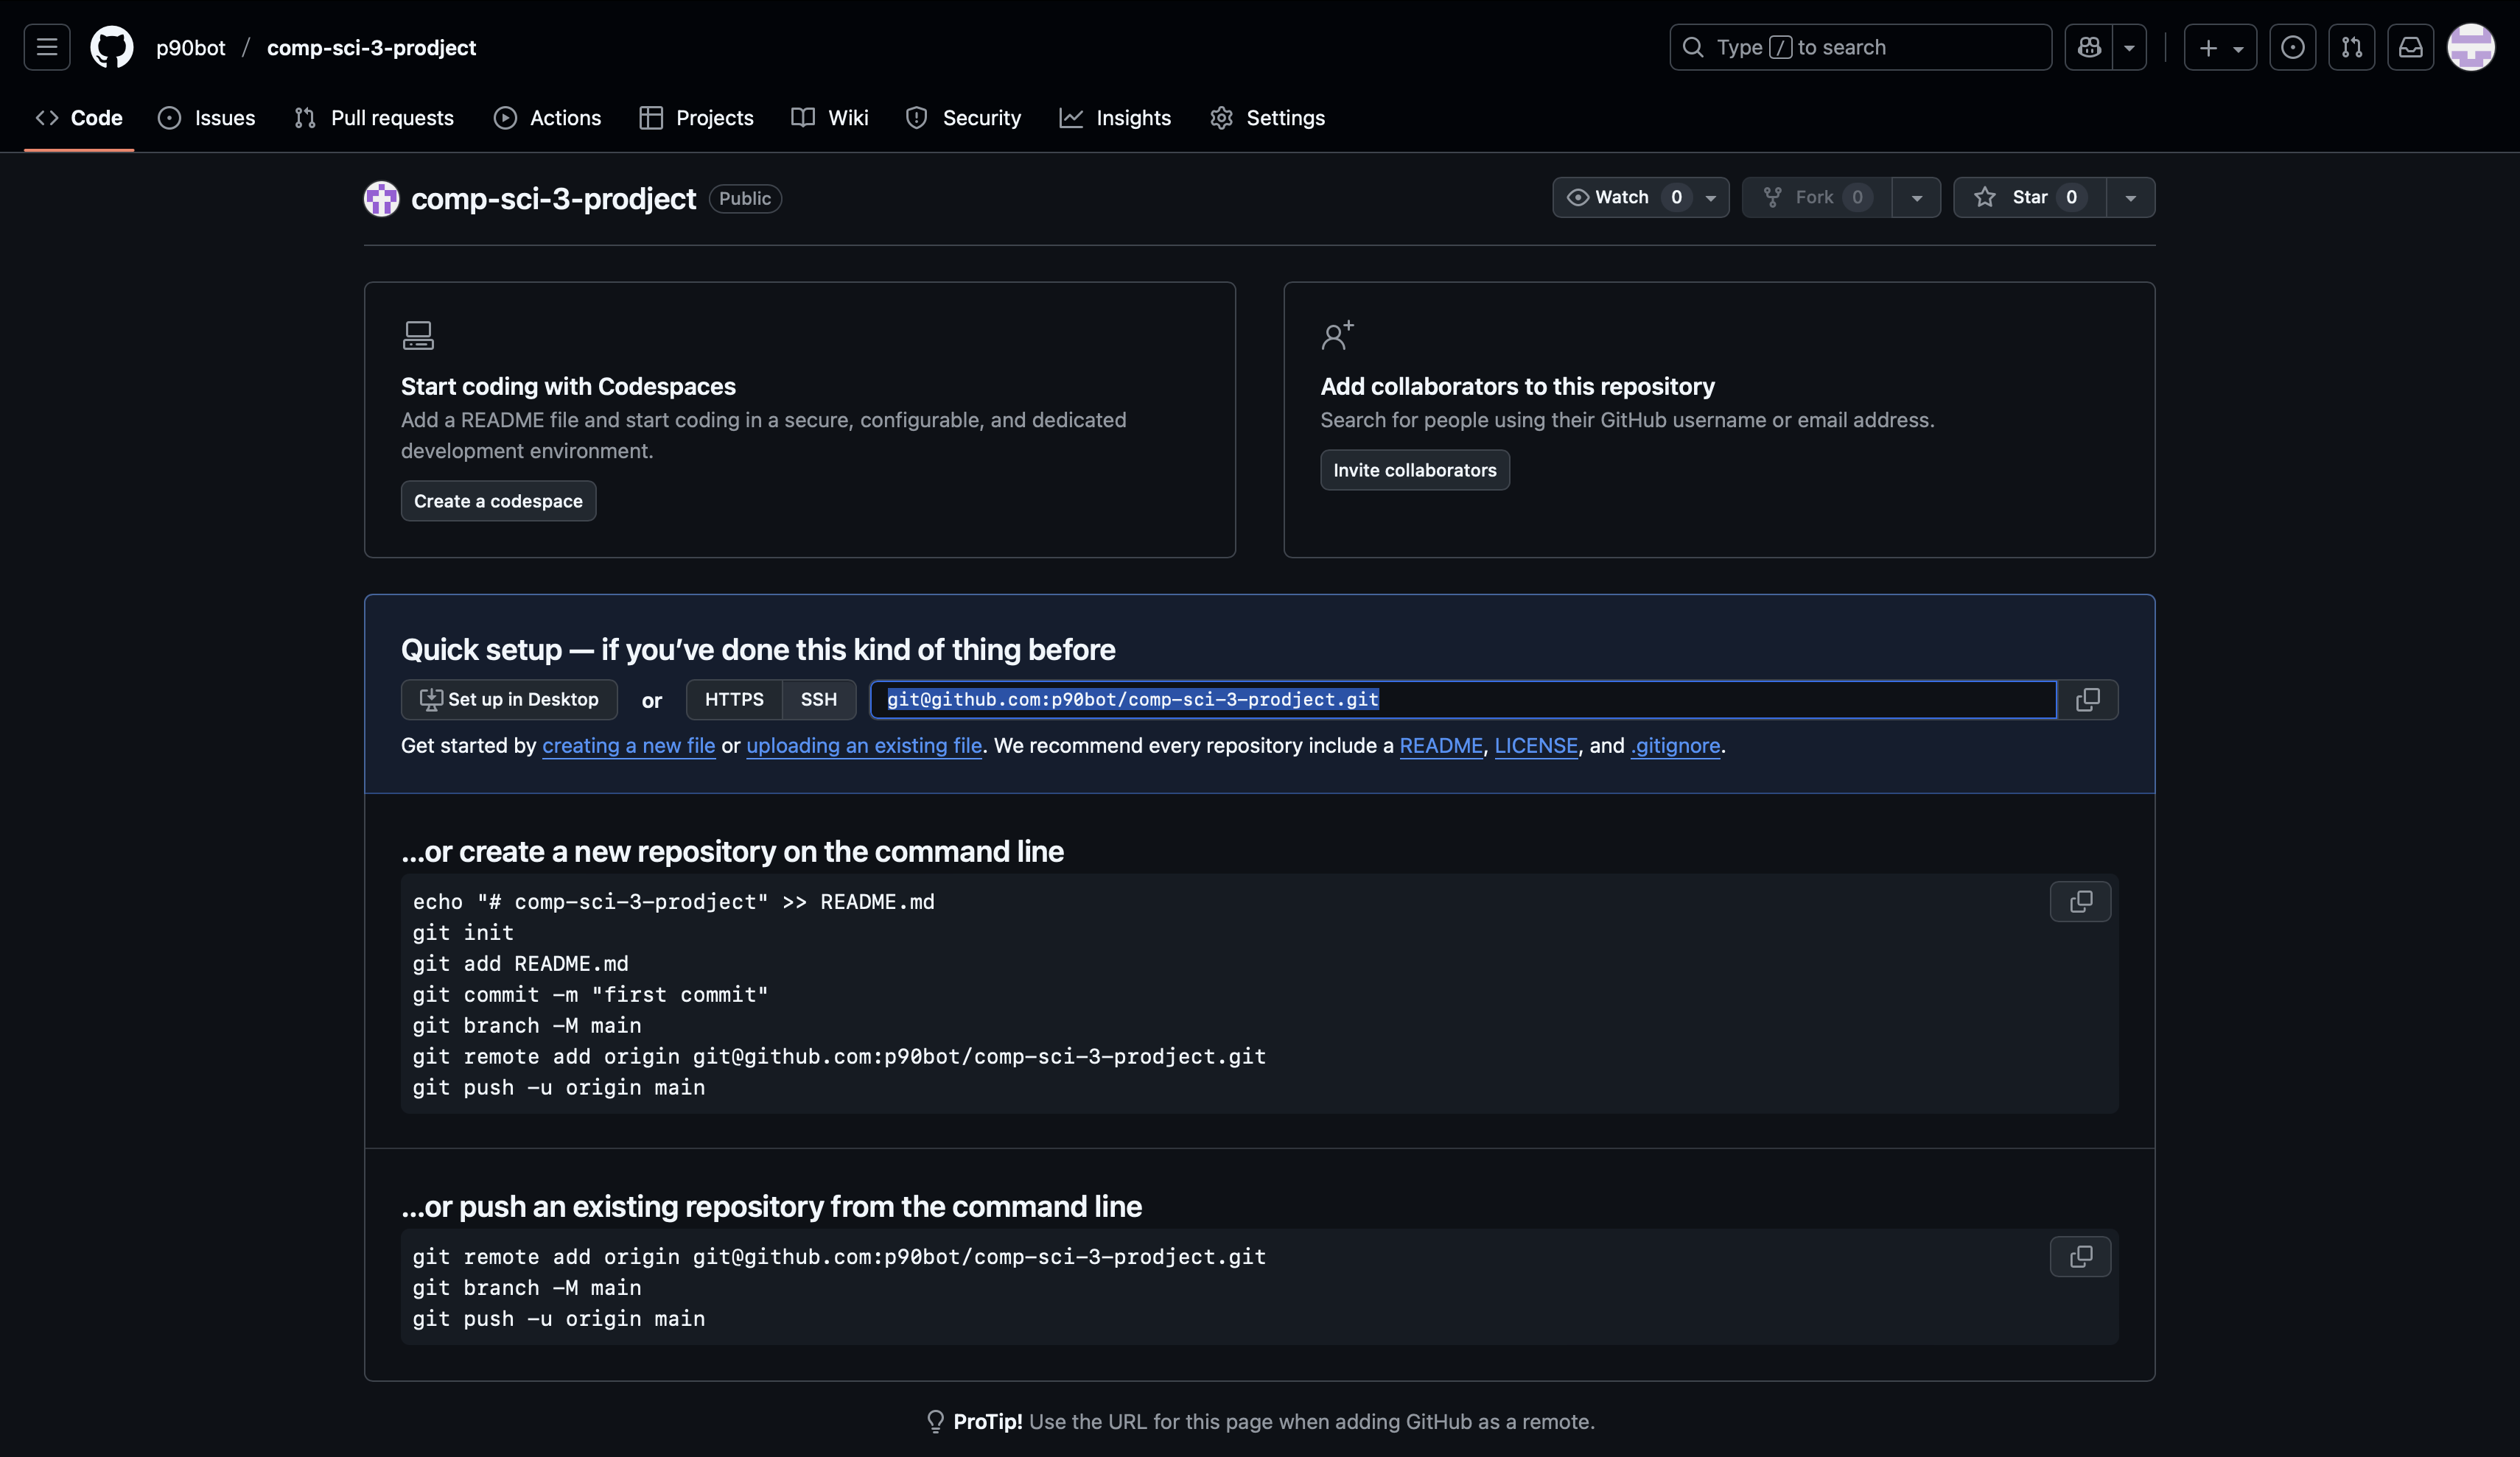 p90bot / comp-sci-3-prodject
Type / to search
Code Issues Pull requests Actions Projects Wiki Security Insights Settings
comp-sci-3-prodject Public
Watch 0 Fork 0 Star 0
Start coding with Codespaces
Add a README file and start coding in a secure, configurable, and dedicated
development environment.
Create a codespace
Add collaborators to this repository
Search for people using their GitHub username or email address.
Invite collaborators
Quick setup — if you’ve done this kind of thing before
Set up in Desktop or HTTPS SSH git@github.com:p90bot/comp-sci-3-prodject.git
Get started by creating a new file or uploading an existing file. We recommend every repository include a README, LICENSE, and .gitignore.
…or create a new repository on the command line
echo "# comp-sci-3-prodject" >> README.md
git init
git add README.md
git commit -m "first commit"
git branch -M main
git remote add origin git@github.com:p90bot/comp-sci-3-prodject.git
git push -u origin main
…or push an existing repository from the command line
git remote add origin git@github.com:p90bot/comp-sci-3-prodject.git
git branch -M main
git push -u origin main
ProTip! Use the URL for this page when adding GitHub as a remote.